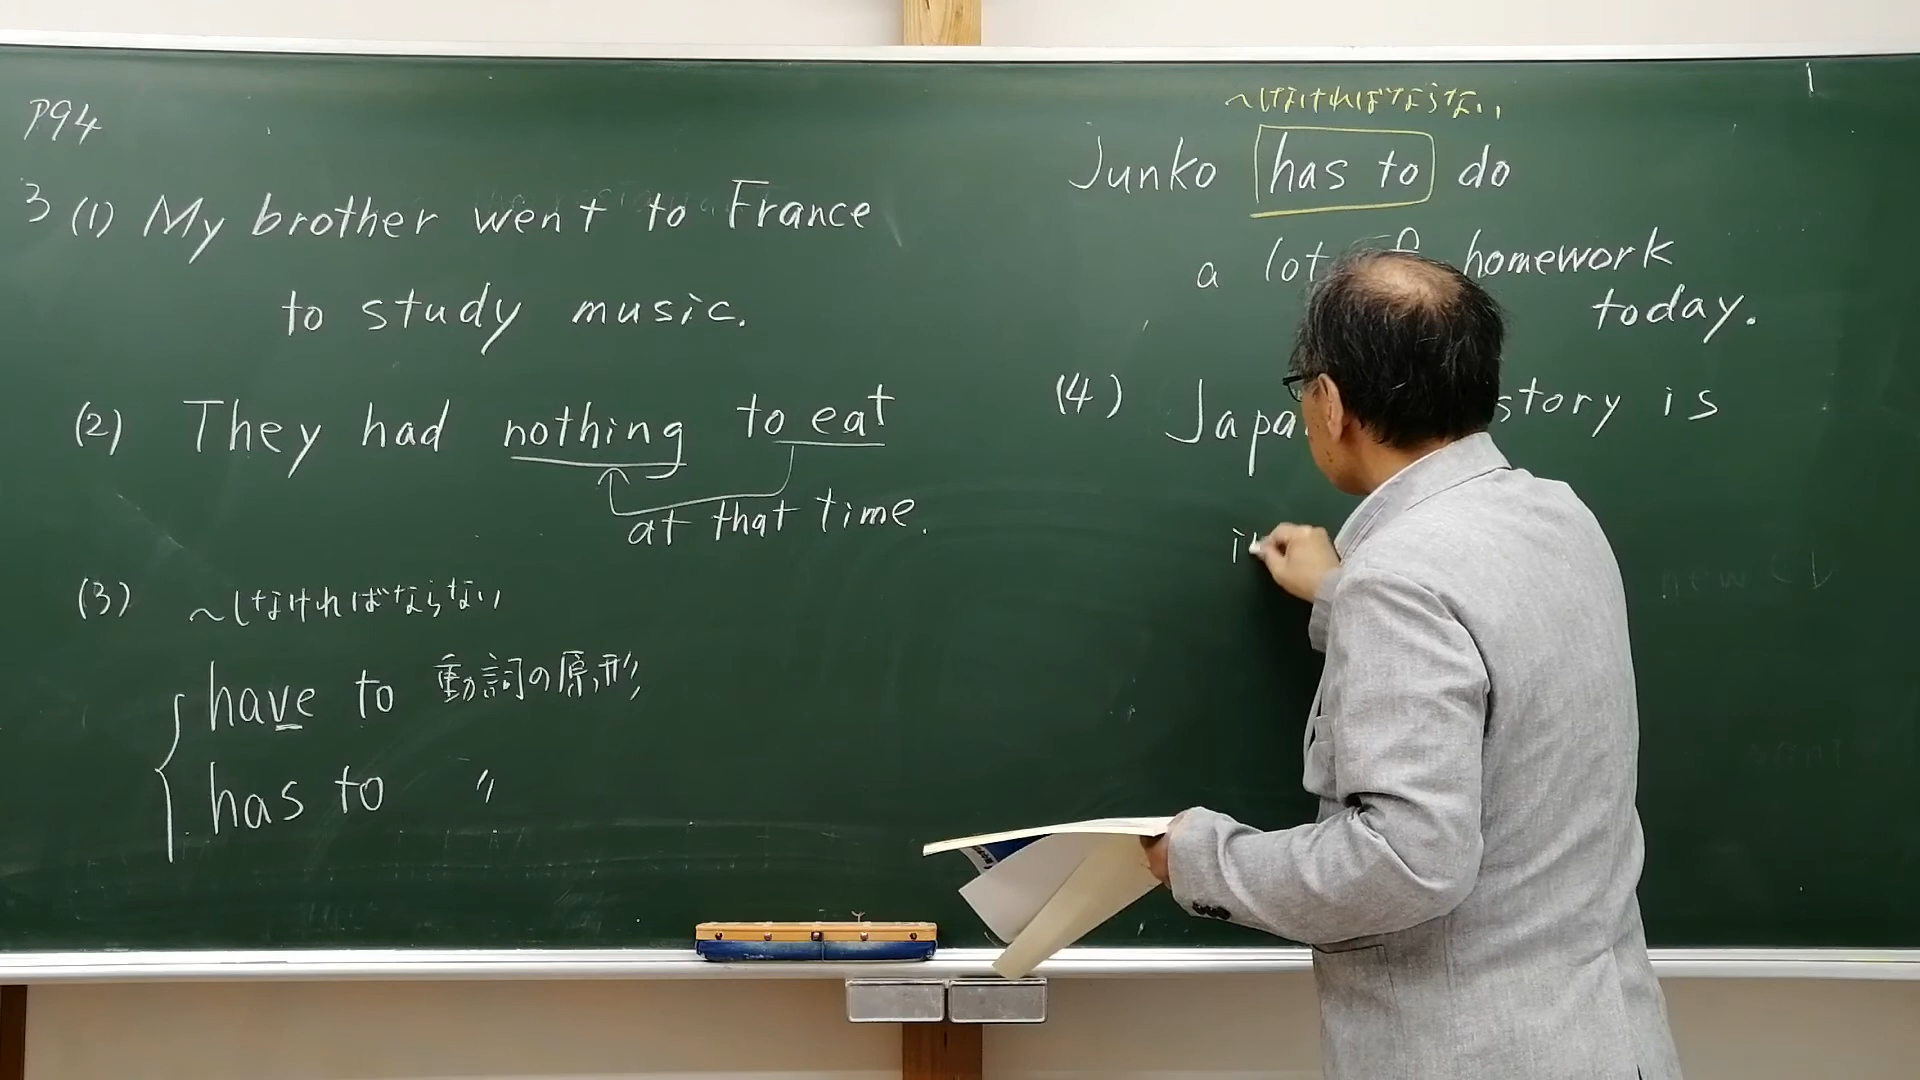 P94
3 (1) My brother went to France
to study music.
(2) They had nothing to eat
at that time.
(3) ～しなければならない
have to 動詞の原形
has to 〃
～しなければならない
Junko has to do
a lot homework
today.
(4) is